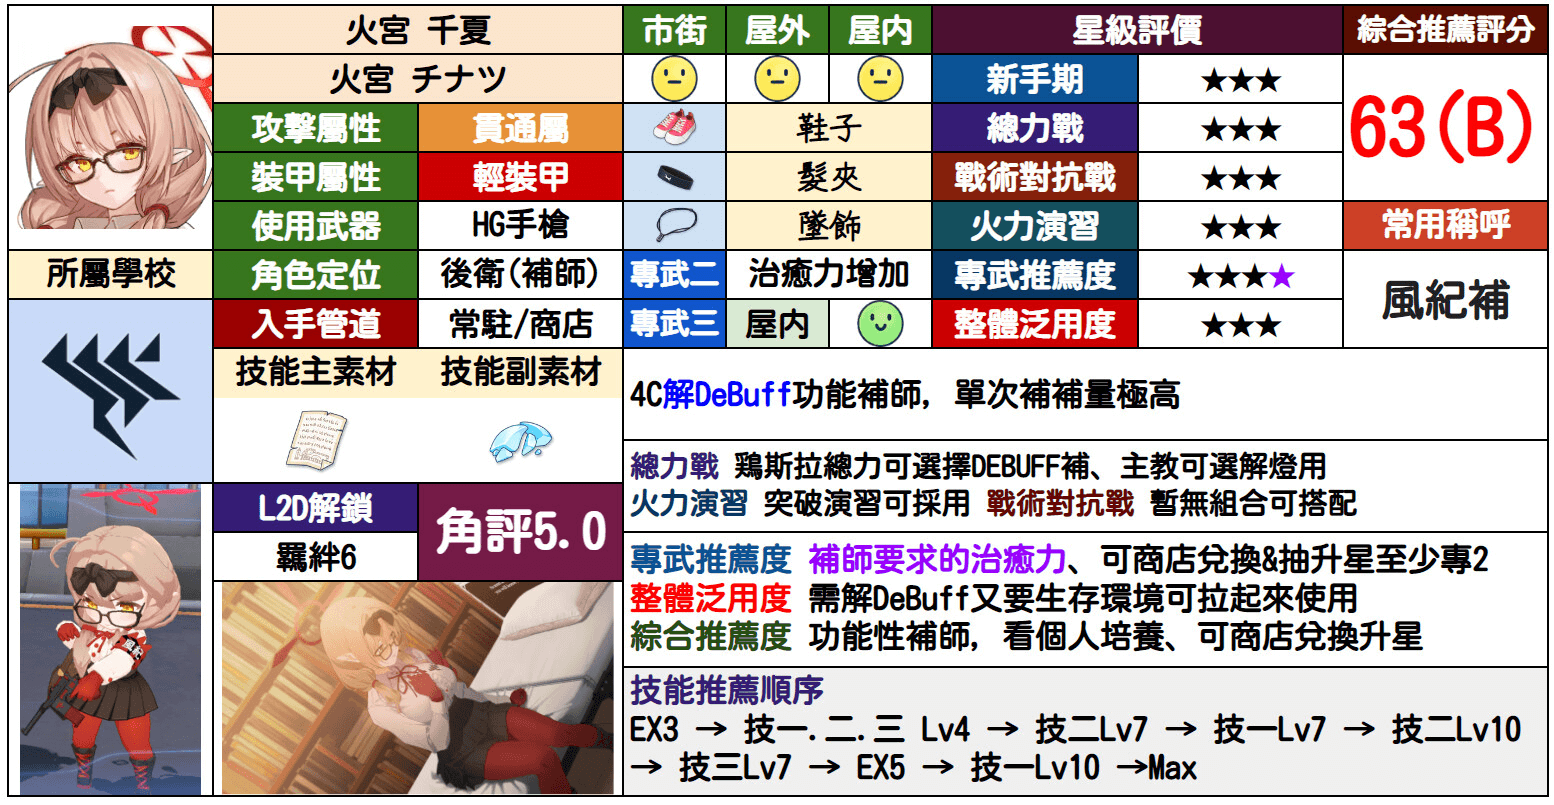 火宮 千夏
火宮 チナツ
市街
屋外
屋内
星級評價
綜合推薦評分
新手期
★★★
63(B)
攻擊屬性
貫通屬
鞋子
總力戰
★★★
裝甲屬性
輕裝甲
髮夾
戰術對抗戰
★★★
使用武器
HG手槍
墜飾
火力演習
★★★
常用稱呼
所屬學校
角色定位
後衛(補師)
專武二
治癒力增加
專武推薦度
★★★★
風紀補
入手管道
常駐/商店
專武三
屋内
整體泛用度
★★★
技能主素材
技能副素材
4C解DeBuff功能補師, 單次補補量極高
總力戰 鶏斯拉總力可選擇DEBUFF補、主教可選解燈用
火力演習 突破演習可採用 戰術對抗戰 暫無組合可搭配
L2D解鎖
羈絆6
角評5.0
專武推薦度 補師要求的治癒力、可商店兌換&抽升星至少專2
整體泛用度 需解DeBuff又要生存環境可拉起來使用
綜合推薦度 功能性補師, 看個人培養、可商店兌換升星
風紀
技能推薦順序
EX3 → 技一.二.三 Lv4 → 技二Lv7 → 技一Lv7 → 技二Lv10
→ 技三Lv7 → EX5 → 技一Lv10 →Max